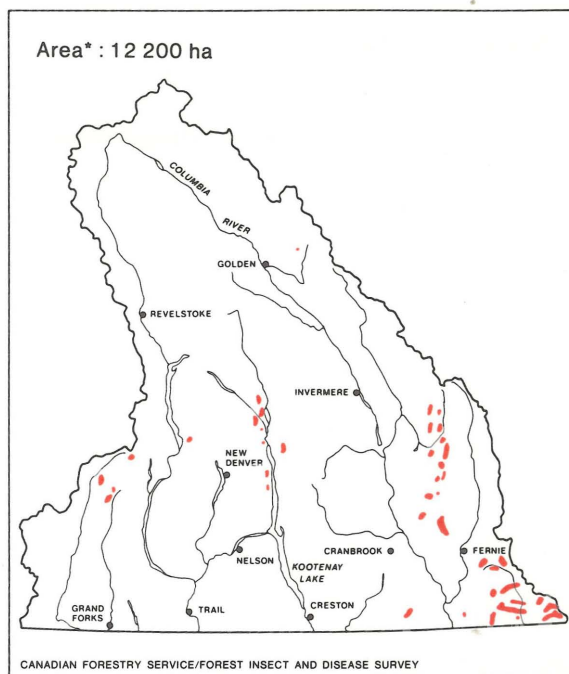 Area* : 12 200 ha
COLUMBIA
RIVER
GOLDEN
REVELSTOKE
INVERMERE
NEW
DENVER
NELSON
KOOTENAY
LAKE
CRANBROOK
FERNIE
GRAND
FORKS
TRAIL
CRESTON
CANADIAN FORESTRY SERVICE/FOREST INSECT AND DISEASE SURVEY